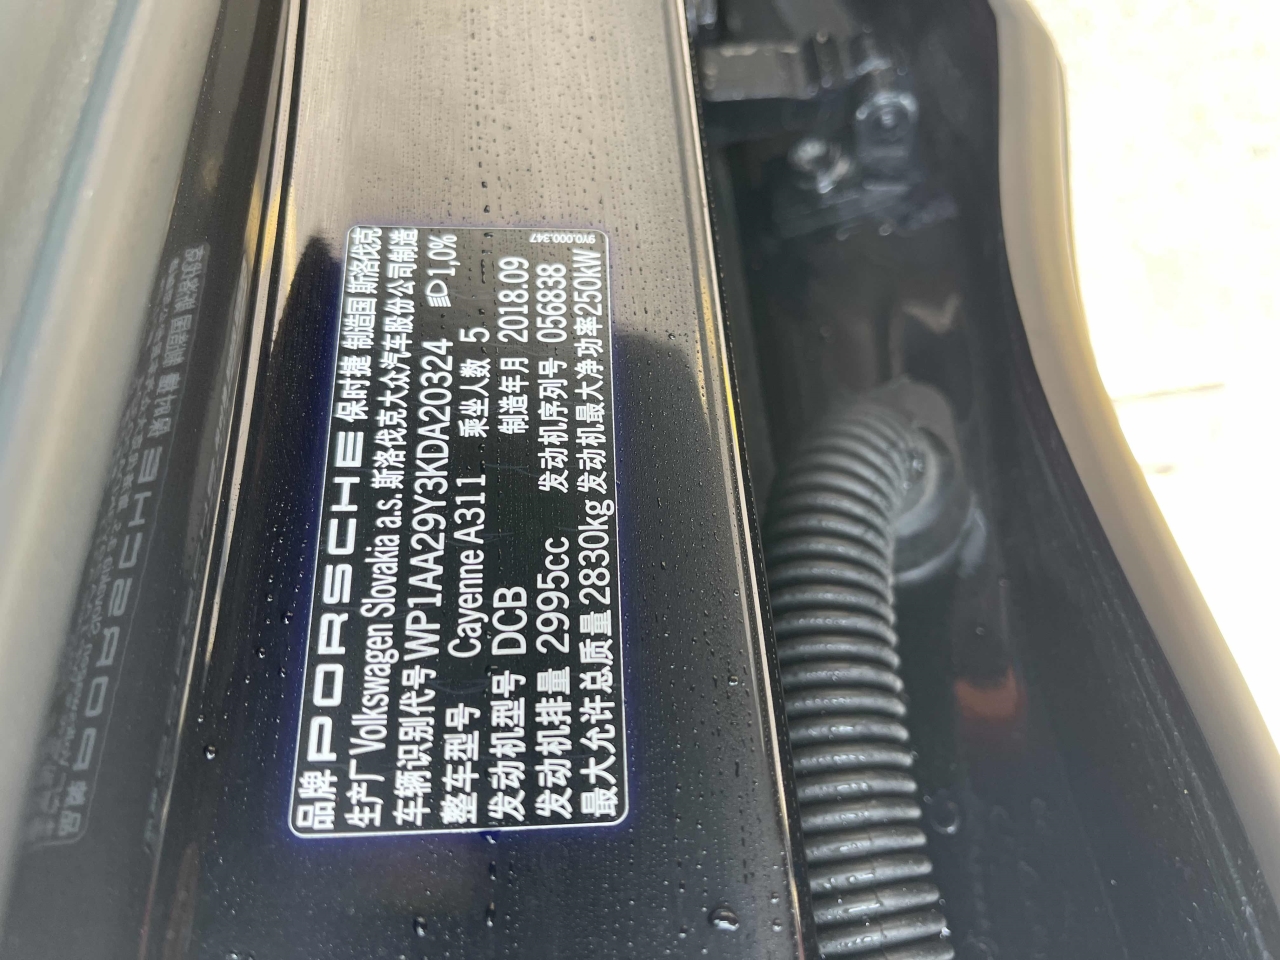 品牌 PORSCHE 保时捷 制造国 斯洛伐克
生产厂 Volkswagen Slovakia a.s. 斯洛伐克大众汽车股份公司制造
车辆识别代号 WP1AA29Y3KDA20324 1,0%
整车型号 Cayenne A311 乘坐人数 5
发动机型号 DCB 制造年月 2018.09
发动机排量 2995cc 发动机序列号 056838
最大允许总质量 2830kg 发动机最大净功率 250kW
9Y0.000.347